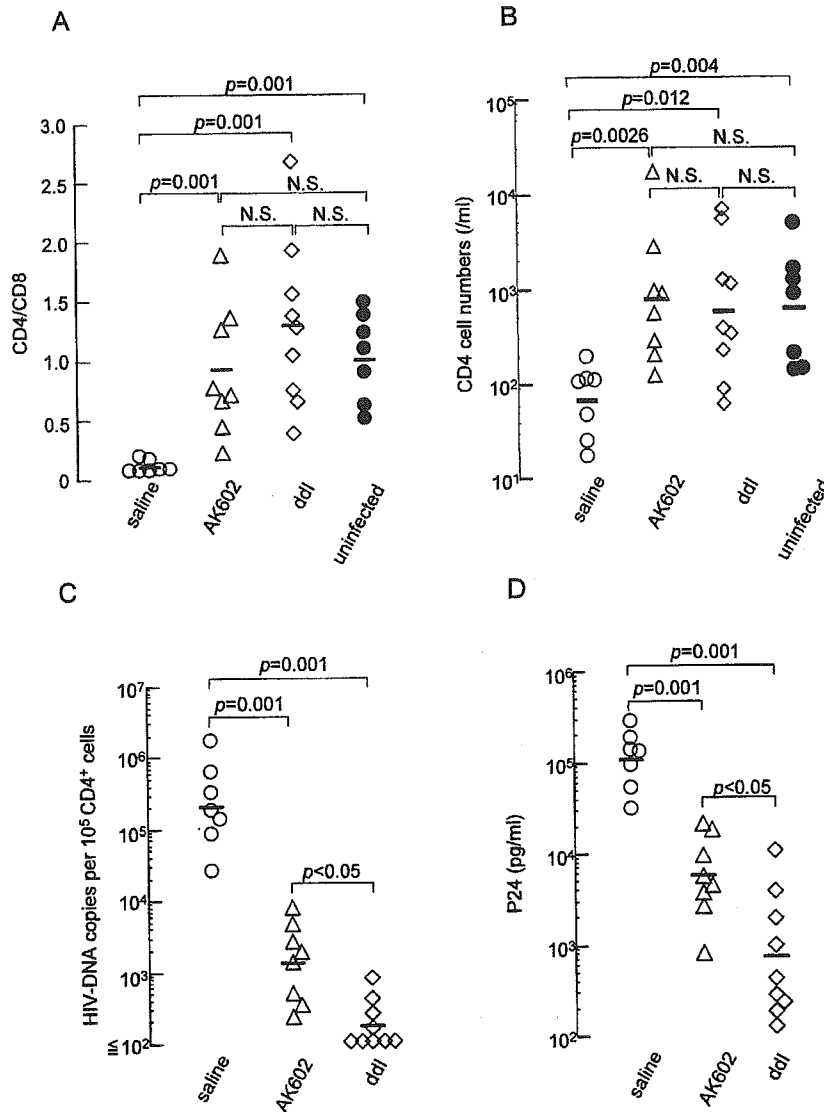 A
p=0.001
p=0.001
p=0.001
N.S.
N.S.
N.S.
CD4/CD8
3.0
2.5
2.0
1.5
1.0
0.5
0
saline
AK602
ddI
uninfected
B
p=0.004
p=0.012
p=0.0026
N.S.
N.S.
N.S.
CD4 cell numbers (/ml)
10⁵
10⁴
10³
10²
10¹
saline
AK602
ddI
uninfected
C
p=0.001
p=0.001
p<0.05
HIV-DNA copies per 10⁵ CD4⁺ cells
10⁷
10⁶
10⁵
10⁴
10³
≦10²
saline
AK602
ddI
D
p=0.001
p=0.001
p<0.05
P24 (pg/ml)
10⁶
10⁵
10⁴
10³
10²
saline
AK602
ddI